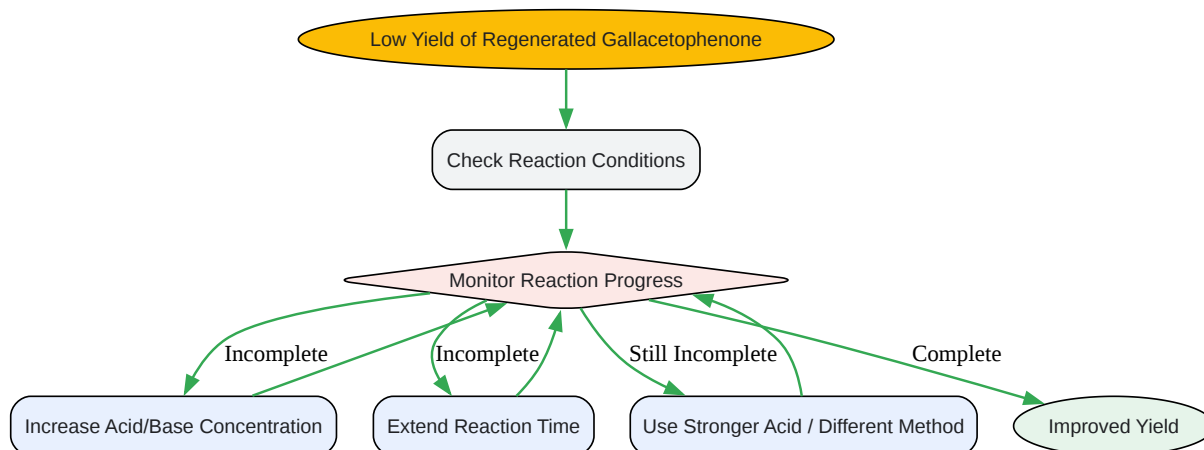 Low Yield of Regenerated Gallacetophenone
Check Reaction Conditions
Monitor Reaction Progress
Incomplete
Incomplete
Still Incomplete
Complete
Increase Acid/Base Concentration
Extend Reaction Time
Use Stronger Acid / Different Method
Improved Yield